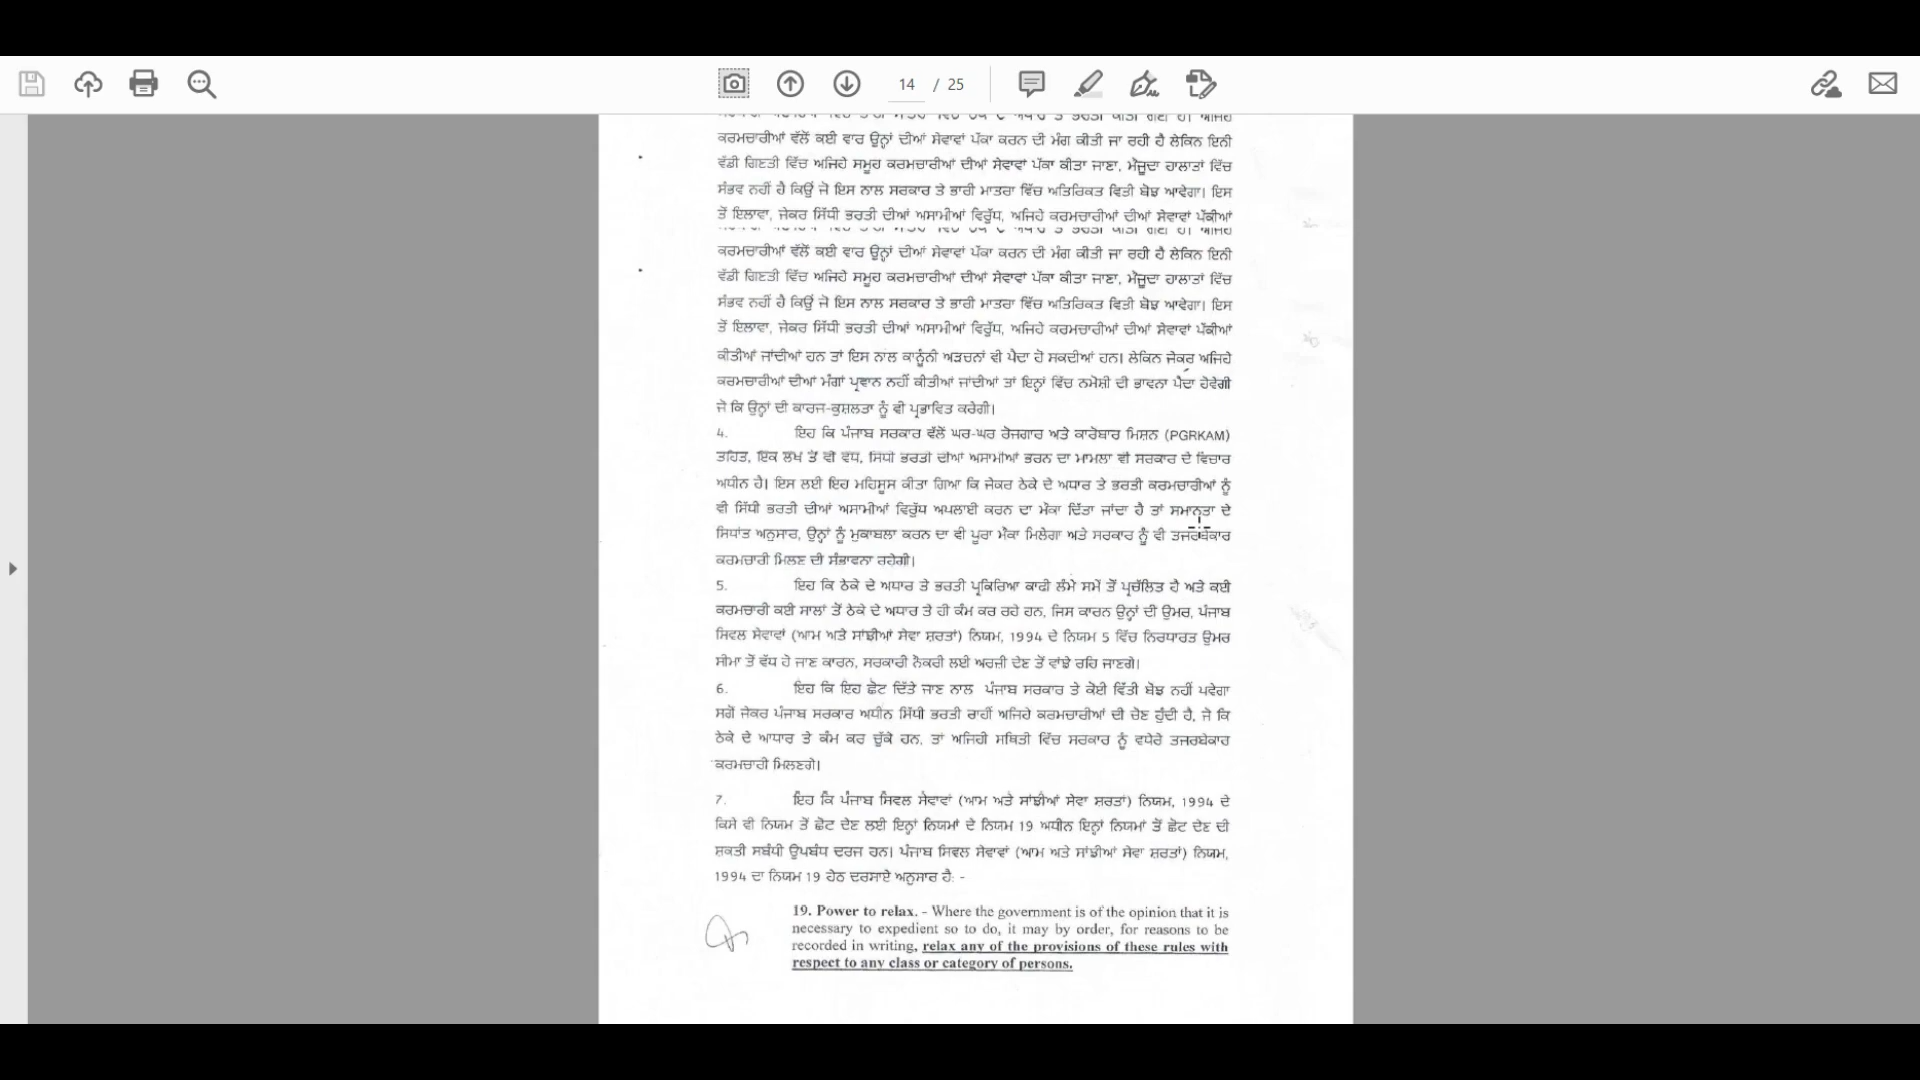 14 / 25
ਕਰਮਚਾਰੀਆਂ ਵੱਲੋਂ ਕਈ ਵਾਰ ਉਨ੍ਹਾਂ ਦੀਆਂ ਸੇਵਾਵਾਂ ਪੱਕਾ ਕਰਨ ਦੀ ਮੰਗ ਕੀਤੀ ਜਾ ਰਹੀ ਹੈ ਲੇਕਿਨ ਇਨੀ
ਵੱਡੀ ਗਿਣਤੀ ਵਿੱਚ ਅਜਿਹੇ ਸਮੂਹ ਕਰਮਚਾਰੀਆਂ ਦੀਆਂ ਸੇਵਾਵਾਂ ਪੱਕਾ ਕੀਤਾ ਜਾਣਾ, ਮੌਜੂਦਾ ਹਾਲਾਤਾਂ ਵਿੱਚ
ਸੰਭਵ ਨਹੀਂ ਹੈ ਕਿਉਂ ਜੋ ਇਸ ਨਾਲ ਸਰਕਾਰ ਤੇ ਭਾਰੀ ਮਾਤਰਾ ਵਿੱਚ ਅਤਿਰਿਕਤ ਵਿਤੀ ਬੋਝ ਆਵੇਗਾ। ਇਸ
ਤੋਂ ਇਲਾਵਾ, ਜੇਕਰ ਸਿੱਧੀ ਭਰਤੀ ਦੀਆਂ ਅਸਾਮੀਆਂ ਵਿਰੁੱਧ, ਅਜਿਹੇ ਕਰਮਚਾਰੀਆਂ ਦੀਆਂ ਸੇਵਾਵਾਂ ਪੱਕੀਆਂ
ਕਰਮਚਾਰੀਆਂ ਵੱਲੋਂ ਕਈ ਵਾਰ ਉਨ੍ਹਾਂ ਦੀਆਂ ਸੇਵਾਵਾਂ ਪੱਕਾ ਕਰਨ ਦੀ ਮੰਗ ਕੀਤੀ ਜਾ ਰਹੀ ਹੈ ਲੇਕਿਨ ਇਨੀ
ਵੱਡੀ ਗਿਣਤੀ ਵਿੱਚ ਅਜਿਹੇ ਸਮੂਹ ਕਰਮਚਾਰੀਆਂ ਦੀਆਂ ਸੇਵਾਵਾਂ ਪੱਕਾ ਕੀਤਾ ਜਾਣਾ, ਮੌਜੂਦਾ ਹਾਲਾਤਾਂ ਵਿੱਚ
ਸੰਭਵ ਨਹੀਂ ਹੈ ਕਿਉਂ ਜੋ ਇਸ ਨਾਲ ਸਰਕਾਰ ਤੇ ਭਾਰੀ ਮਾਤਰਾ ਵਿੱਚ ਅਤਿਰਿਕਤ ਵਿਤੀ ਬੋਝ ਆਵੇਗਾ। ਇਸ
ਤੋਂ ਇਲਾਵਾ, ਜੇਕਰ ਸਿੱਧੀ ਭਰਤੀ ਦੀਆਂ ਅਸਾਮੀਆਂ ਵਿਰੁੱਧ, ਅਜਿਹੇ ਕਰਮਚਾਰੀਆਂ ਦੀਆਂ ਸੇਵਾਵਾਂ ਪੱਕੀਆਂ
ਕੀਤੀਆਂ ਜਾਂਦੀਆਂ ਹਨ ਤਾਂ ਇਸ ਨਾਲ ਕਾਨੂੰਨੀ ਅੜਚਨਾਂ ਵੀ ਪੈਦਾ ਹੋ ਸਕਦੀਆਂ ਹਨ। ਲੇਕਿਨ ਜੇਕਰ ਅਜਿਹੇ
ਕਰਮਚਾਰੀਆਂ ਦੀਆਂ ਮੰਗਾਂ ਪ੍ਰਵਾਨ ਨਹੀਂ ਕੀਤੀਆਂ ਜਾਂਦੀਆਂ ਤਾਂ ਇਨ੍ਹਾਂ ਵਿੱਚ ਨਮੋਸ਼ੀ ਦੀ ਭਾਵਨਾ ਪੈਦਾ ਹੋਵੇਗੀ
ਜੋ ਕਿ ਉਨ੍ਹਾਂ ਦੀ ਕਾਰਜ-ਕੁਸ਼ਲਤਾ ਨੂੰ ਵੀ ਪ੍ਰਭਾਵਿਤ ਕਰੇਗੀ।
4. ਇਹ ਕਿ ਪੰਜਾਬ ਸਰਕਾਰ ਵੱਲੋਂ ਘਰ-ਘਰ ਰੋਜਗਾਰ ਅਤੇ ਕਾਰੋਬਾਰ ਮਿਸ਼ਨ (PGRKAM)
ਤਹਿਤ, ਇਕ ਲੱਖ ਤੋਂ ਵੀ ਵੱਧ, ਸਿੱਧੀ ਭਰਤੀ ਦੀਆਂ ਅਸਾਮੀਆਂ ਭਰਨ ਦਾ ਮਾਮਲਾ ਵੀ ਸਰਕਾਰ ਦੇ ਵਿਚਾਰ
ਅਧੀਨ ਹੈ। ਇਸ ਲਈ ਇਹ ਮਹਿਸੂਸ ਕੀਤਾ ਗਿਆ ਕਿ ਜੇਕਰ ਠੇਕੇ ਦੇ ਅਧਾਰ ਤੇ ਭਰਤੀ ਕਰਮਚਾਰੀਆਂ ਨੂੰ
ਵੀ ਸਿੱਧੀ ਭਰਤੀ ਦੀਆਂ ਅਸਾਮੀਆਂ ਵਿਰੁੱਧ ਅਪਲਾਈ ਕਰਨ ਦਾ ਮੌਕਾ ਦਿੱਤਾ ਜਾਂਦਾ ਹੈ ਤਾਂ ਸਮਾਨਤਾ ਦੇ
ਸਿਧਾਂਤ ਅਨੁਸਾਰ, ਉਨ੍ਹਾਂ ਨੂੰ ਮੁਕਾਬਲਾ ਕਰਨ ਦਾ ਵੀ ਪੂਰਾ ਮੌਕਾ ਮਿਲੇਗਾ ਅਤੇ ਸਰਕਾਰ ਨੂੰ ਵੀ ਤਜਰਬੇਕਾਰ
ਕਰਮਚਾਰੀ ਮਿਲਣ ਦੀ ਸੰਭਾਵਨਾ ਰਹੇਗੀ।
5. ਇਹ ਕਿ ਠੇਕੇ ਦੇ ਅਧਾਰ ਤੇ ਭਰਤੀ ਪ੍ਰਕਿਰਿਆ ਕਾਫੀ ਲੰਮੇ ਸਮੇਂ ਤੋਂ ਪ੍ਰਚੱਲਿਤ ਹੈ ਅਤੇ ਕਈ
ਕਰਮਚਾਰੀ ਕਈ ਸਾਲਾਂ ਤੋਂ ਠੇਕੇ ਦੇ ਅਧਾਰ ਤੇ ਹੀ ਕੰਮ ਕਰ ਰਹੇ ਹਨ, ਜਿਸ ਕਾਰਨ ਉਨ੍ਹਾਂ ਦੀ ਉਮਰ, ਪੰਜਾਬ
ਸਿਵਲ ਸੇਵਾਵਾਂ (ਆਮ ਅਤੇ ਸਾਂਝੀਆਂ ਸੇਵਾ ਸ਼ਰਤਾਂ) ਨਿਯਮ, 1994 ਦੇ ਨਿਯਮ 5 ਵਿੱਚ ਨਿਰਧਾਰਤ ਉਮਰ
ਸੀਮਾ ਤੋਂ ਵੱਧ ਹੋ ਜਾਣ ਕਾਰਨ, ਸਰਕਾਰੀ ਨੌਕਰੀ ਲਈ ਅਰਜ਼ੀ ਦੇਣ ਤੋਂ ਵਾਂਝੇ ਰਹਿ ਜਾਣਗੇ।
6. ਇਹ ਕਿ ਇਹ ਛੋਟ ਦਿੱਤੇ ਜਾਣ ਨਾਲ ਪੰਜਾਬ ਸਰਕਾਰ ਤੇ ਕੋਈ ਵਿੱਤੀ ਬੋਝ ਨਹੀਂ ਪਵੇਗਾ
ਸਗੋਂ ਜੇਕਰ ਪੰਜਾਬ ਸਰਕਾਰ ਅਧੀਨ ਸਿੱਧੀ ਭਰਤੀ ਰਾਹੀਂ ਅਜਿਹੇ ਕਰਮਚਾਰੀਆਂ ਦੀ ਚੋਣ ਹੁੰਦੀ ਹੈ, ਜੋ ਕਿ
ਠੇਕੇ ਦੇ ਆਧਾਰ ਤੇ ਕੰਮ ਕਰ ਚੁੱਕੇ ਹਨ, ਤਾਂ ਅਜਿਹੀ ਸਥਿਤੀ ਵਿੱਚ ਸਰਕਾਰ ਨੂੰ ਵਧੇਰੇ ਤਜਰਬੇਕਾਰ
ਕਰਮਚਾਰੀ ਮਿਲਣਗੇ।
7. ਇਹ ਕਿ ਪੰਜਾਬ ਸਿਵਲ ਸੇਵਾਵਾਂ (ਆਮ ਅਤੇ ਸਾਂਝੀਆਂ ਸੇਵਾ ਸ਼ਰਤਾਂ) ਨਿਯਮ, 1994 ਦੇ
ਕਿਸੇ ਵੀ ਨਿਯਮ ਤੋਂ ਛੋਟ ਦੇਣ ਲਈ ਇਨ੍ਹਾਂ ਨਿਯਮਾਂ ਦੇ ਨਿਯਮ 19 ਅਧੀਨ ਇਨ੍ਹਾਂ ਨਿਯਮਾਂ ਤੋਂ ਛੋਟ ਦੇਣ ਦੀ
ਸ਼ਕਤੀ ਸਬੰਧੀ ਉਪਬੰਧ ਦਰਜ ਹਨ। ਪੰਜਾਬ ਸਿਵਲ ਸੇਵਾਵਾਂ (ਆਮ ਅਤੇ ਸਾਂਝੀਆਂ ਸੇਵਾ ਸ਼ਰਤਾਂ) ਨਿਯਮ,
1994 ਦਾ ਨਿਯਮ 19 ਹੇਠ ਦਰਸਾਏ ਅਨੁਸਾਰ ਹੈ: -
19. Power to relax. - Where the government is of the opinion that it is
necessary to expedient so to do, it may by order, for reasons to be
recorded in writing, relax any of the provisions of these rules with
respect to any class or category of persons.